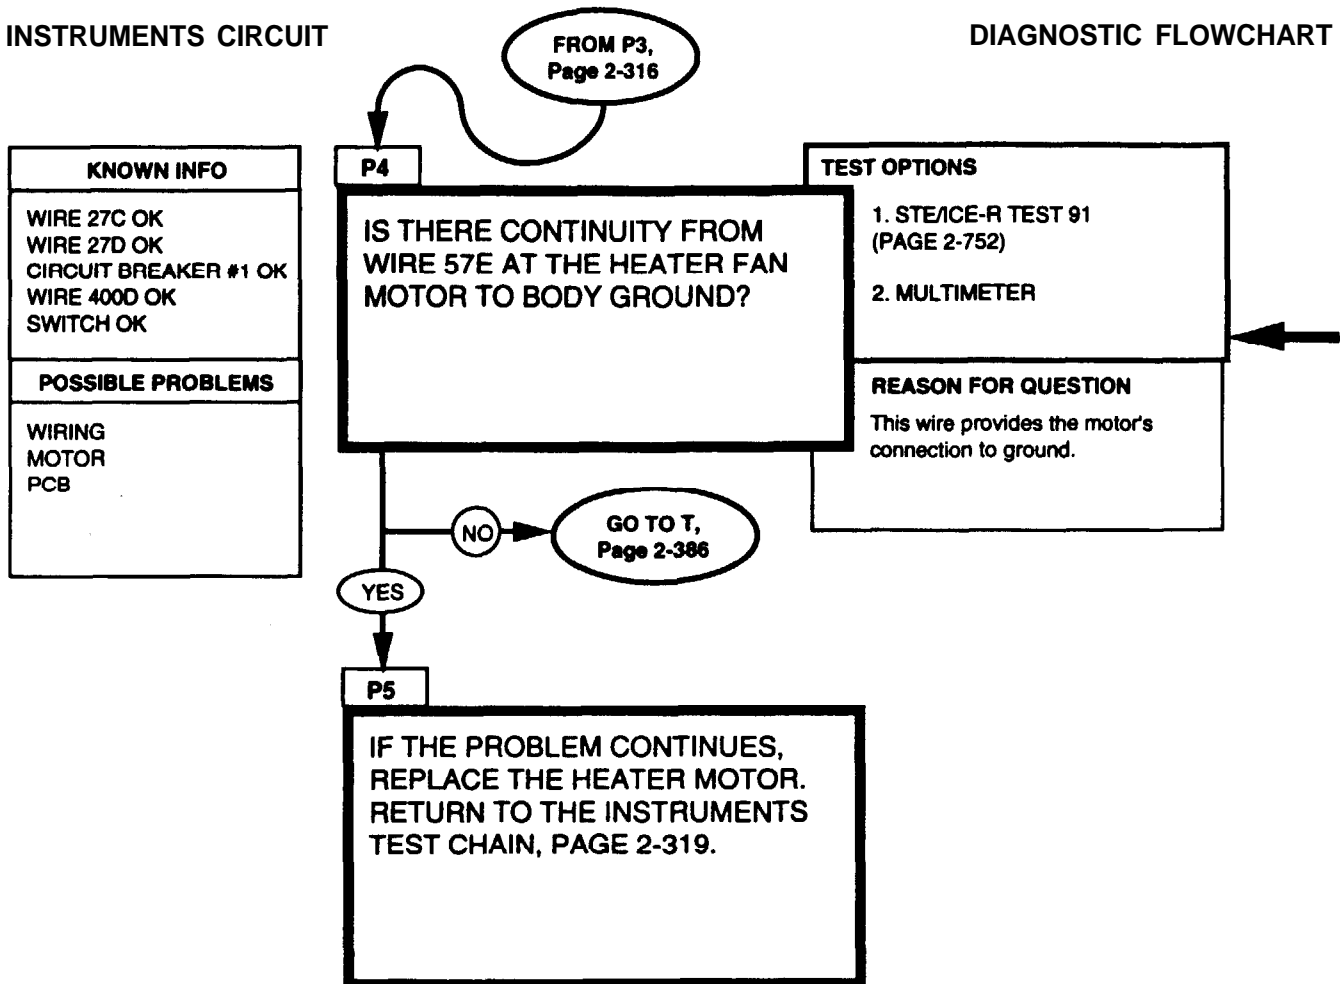 INSTRUMENTS CIRCUIT
DIAGNOSTIC FLOWCHART
FROM P3,
Page 2-316
KNOWN INFO
WIRE 27C OK
WIRE 27D OK
CIRCUIT BREAKER #1 OK
WIRE 400D OK
SWITCH OK
POSSIBLE PROBLEMS
WIRING
MOTOR
PCB
P4
IS THERE CONTINUITY FROM
WIRE 57E AT THE HEATER FAN
MOTOR TO BODY GROUND?
TEST OPTIONS
1. STE/ICE-R TEST 91
(PAGE 2-752)
2. MULTIMETER
REASON FOR QUESTION
This wire provides the motor's
connection to ground.
NO
GO TO T,
Page 2-386
YES
P5
IF THE PROBLEM CONTINUES,
REPLACE THE HEATER MOTOR.
RETURN TO THE INSTRUMENTS
TEST CHAIN, PAGE 2-319.